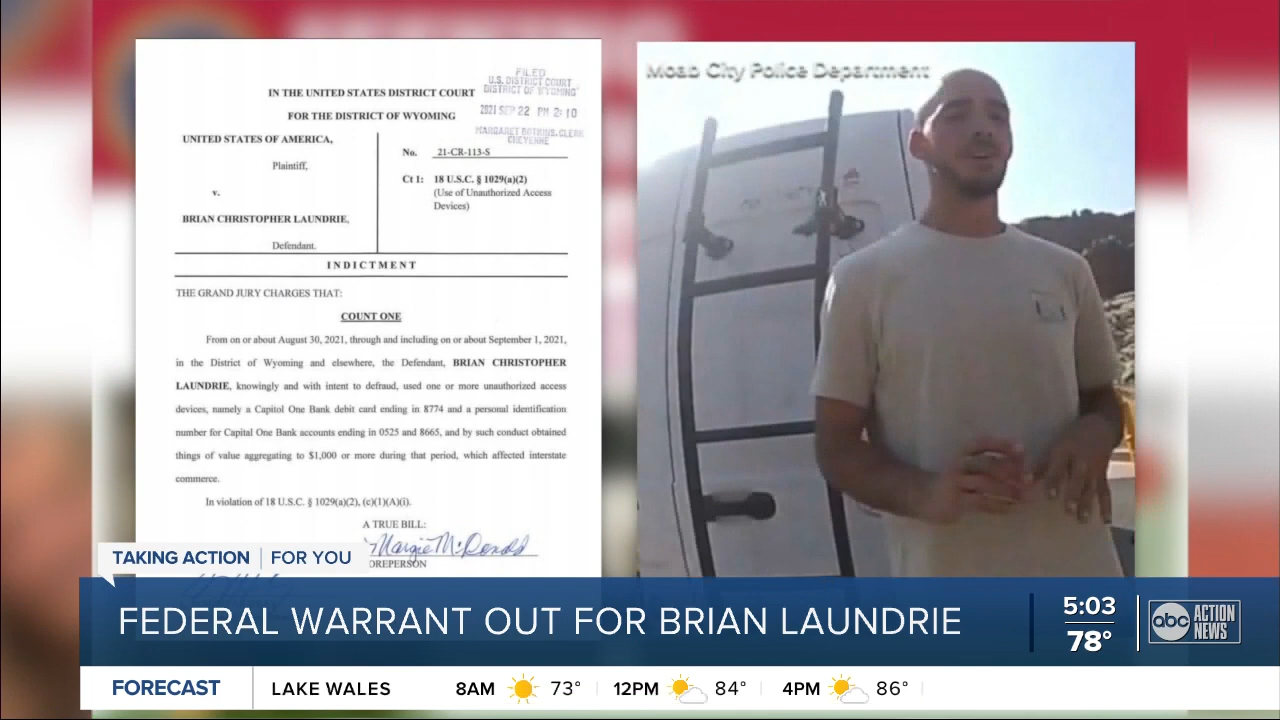 IN THE UNITED STATES DISTRICT COURT
FOR THE DISTRICT OF WYOMING
FILED
U.S. DISTRICT COURT
DISTRICT OF WYOMING
2021 SEP 22 PM 2:10
MARGARET BOTKINS, CLERK
CHEYENNE
UNITED STATES OF AMERICA,
Plaintiff,
v.
BRIAN CHRISTOPHER LAUNDRIE,
Defendant.
No. 21-CR-113-S
Ct 1: 18 U.S.C. § 1029(a)(2)
(Use of Unauthorized Access
Devices)
INDICTMENT
THE GRAND JURY CHARGES THAT:
COUNT ONE
From on or about August 30, 2021, through and including on or about September 1, 2021,
in the District of Wyoming and elsewhere, the Defendant, BRIAN CHRISTOPHER
LAUNDRIE, knowingly and with intent to defraud, used one or more unauthorized access
devices, namely a Capitol One Bank debit card ending in 8774 and a personal identification
number for Capital One Bank accounts ending in 0525 and 8665, and by such conduct obtained
things of value aggregating to $1,000 or more during that period, which affected interstate
commerce.
In violation of 18 U.S.C. § 1029(a)(2), (c)(1)(A)(i).
A TRUE BILL:
Margie McDonald
OREPERSON
Moab City Police Department
TAKING ACTION FOR YOU
FEDERAL WARRANT OUT FOR BRIAN LAUNDRIE
5:03
78°
abc ACTION
NEWS
FORECAST LAKE WALES 8AM 73° 12PM 84° 4PM 86°